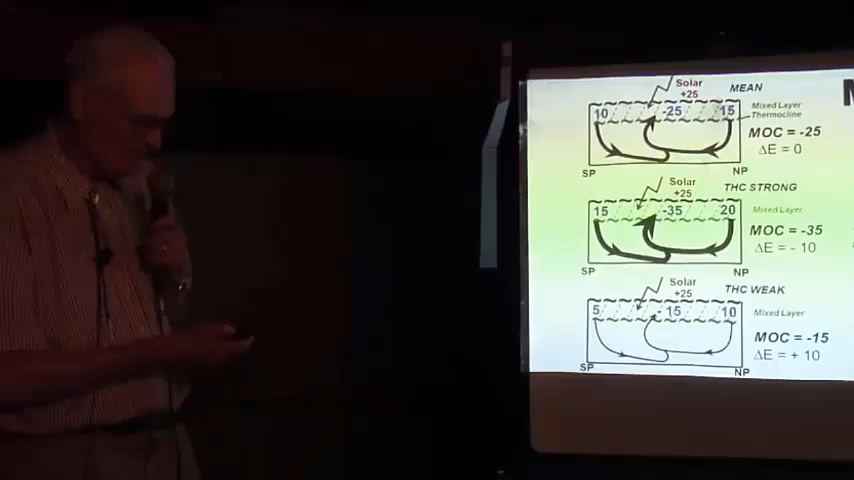 Solar
+25
MEAN
10
-25
15
Mixed Layer
Thermocline
MOC = -25
ΔE = 0
SP
NP
Solar
+25
THC STRONG
15
-35
20
Mixed Layer
MOC = -35
ΔE = - 10
SP
NP
Solar
+25
THC WEAK
5
- 15
10
Mixed Layer
MOC = -15
ΔE = + 10
SP
NP